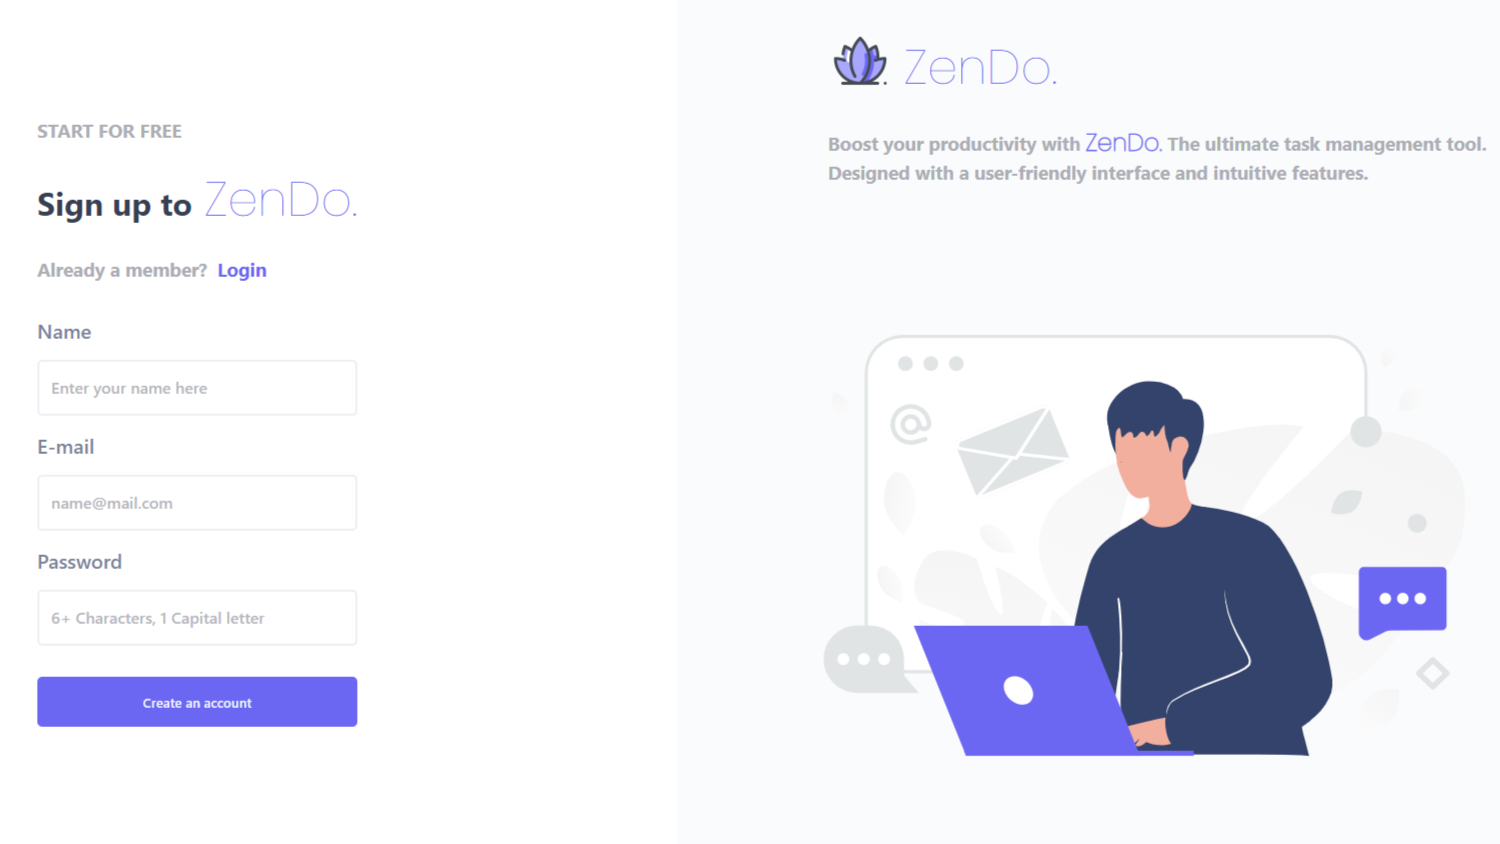 START FOR FREE
Sign up to ZenDo.
Already a member? Login
Name
Enter your name here
E-mail
name@mail.com
Password
6+ Characters, 1 Capital letter
Create an account
ZenDo.
Boost your productivity with ZenDo. The ultimate task management tool.
Designed with a user-friendly interface and intuitive features.
@